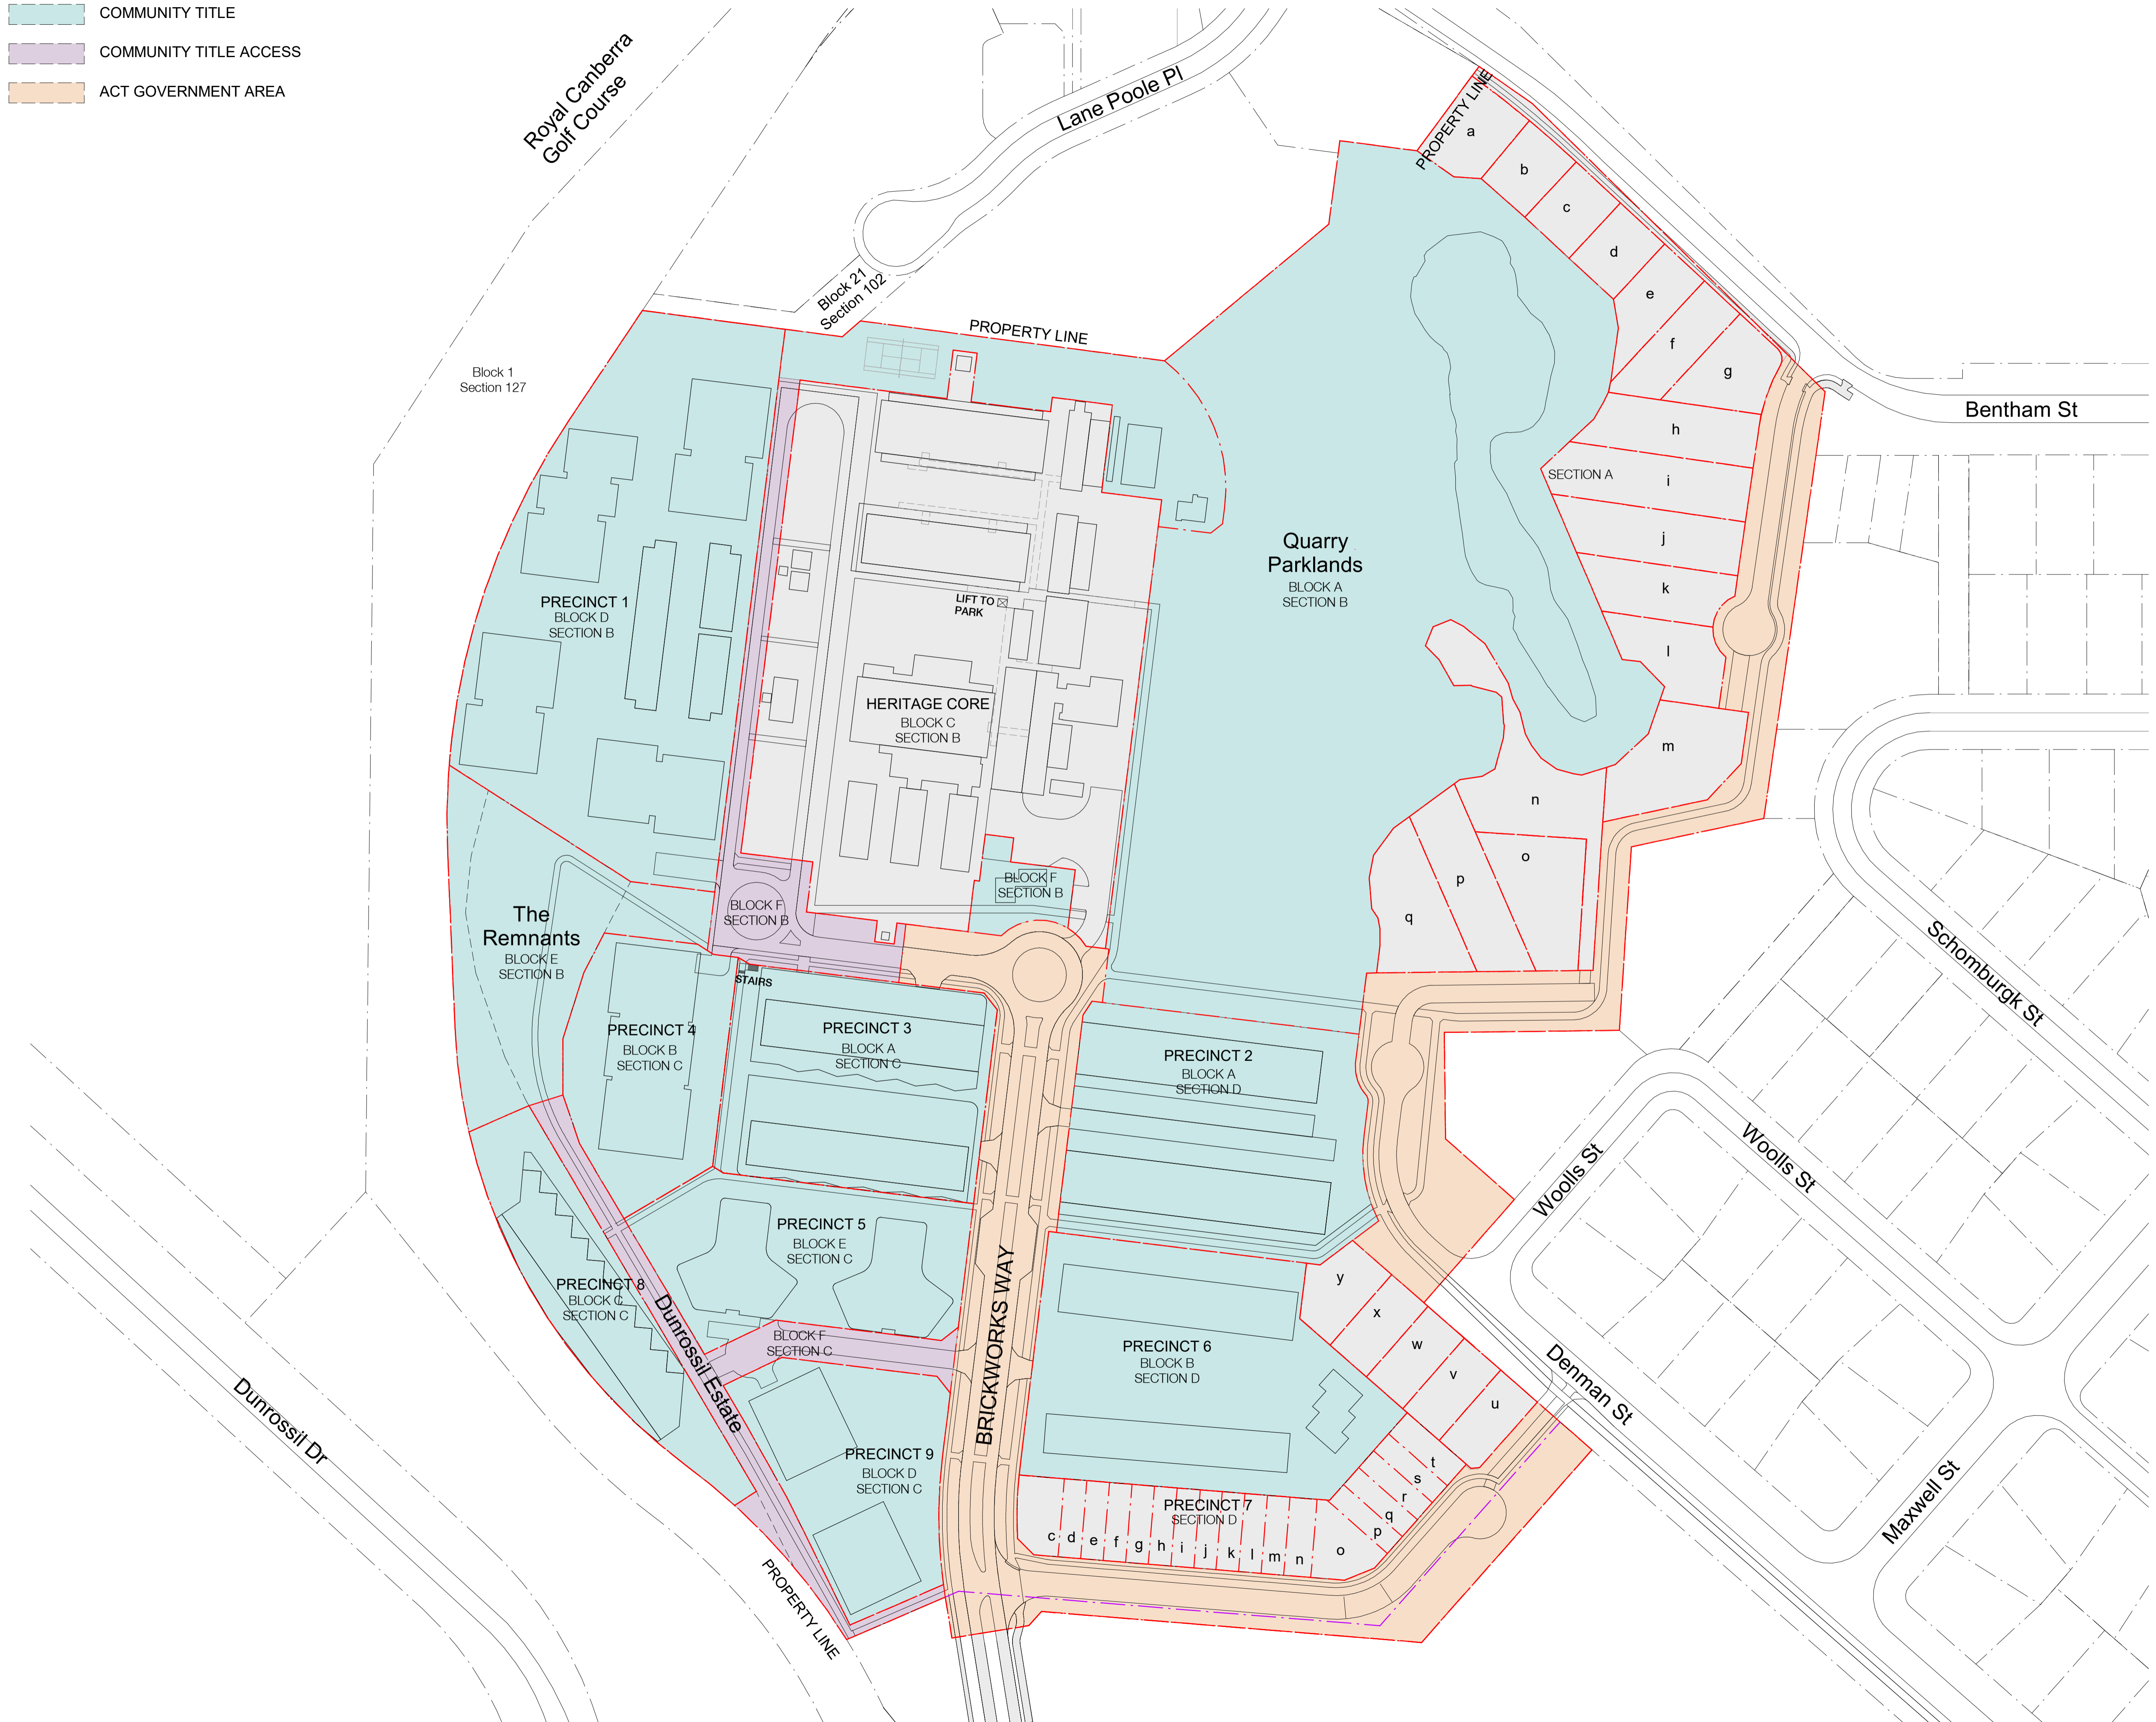 COMMUNITY TITLE
COMMUNITY TITLE ACCESS
ACT GOVERNMENT AREA
Royal Canberra
Golf Course
Lane Poole Pl
PROPERTY LINE
a
b
c
d
e
f
g
h
i
j
k
l
m
n
o
p
q
Block 21
Section 102
PROPERTY LINE
Block 1
Section 127
Bentham St
SECTION A
Quarry
Parklands
BLOCK A
SECTION B
PRECINCT 1
BLOCK D
SECTION B
LIFT TO
PARK
HERITAGE CORE
BLOCK C
SECTION B
BLOCK F
SECTION B
BLOCK F
SECTION B
The
Remnants
BLOCK E
SECTION B
STAIRS
PRECINCT 4
BLOCK B
SECTION C
PRECINCT 3
BLOCK A
SECTION C
PRECINCT 2
BLOCK A
SECTION D
Schomburgk St
Woolls St
Woolls St
PRECINCT 5
BLOCK E
SECTION C
PRECINCT 8
BLOCK C
SECTION C
Dunrossil Estate
BLOCK F
SECTION C
BRICKWORKS WAY
PRECINCT 6
BLOCK B
SECTION D
y
x
w
v
u
t
s
r
q
p
Denman St
Maxwell St
Dunrossil Dr
PRECINCT 9
BLOCK D
SECTION C
PRECINCT 7
SECTION D
c d e f g h i j k l m n o
PROPERTY LINE